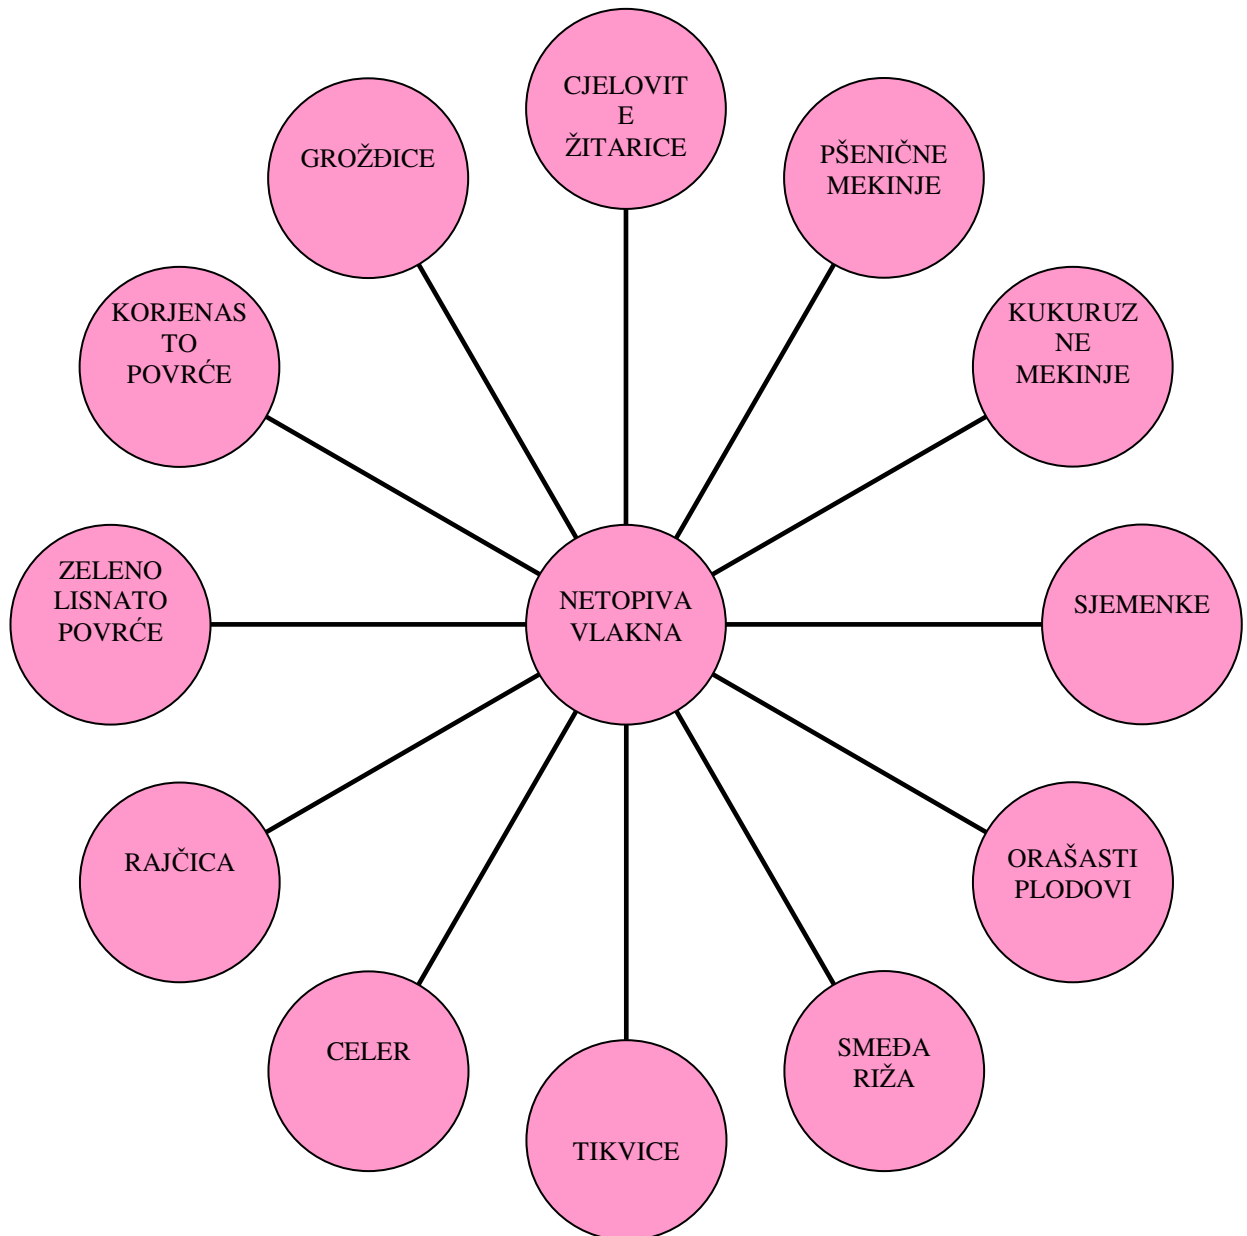 CJELOVIT
E
ŽITARICE
PŠENIČNE
MEKINJE
KUKURUZ
NE
MEKINJE
SJEMENKE
ORAŠASTI
PLODOVI
SMEĐA
RIŽA
TIKVICE
CELER
RAJČICA
ZELENO
LISNATO
POVRĆE
KORJENAS
TO
POVRĆE
GROŽĐICE
NETOPIVA
VLAKNA